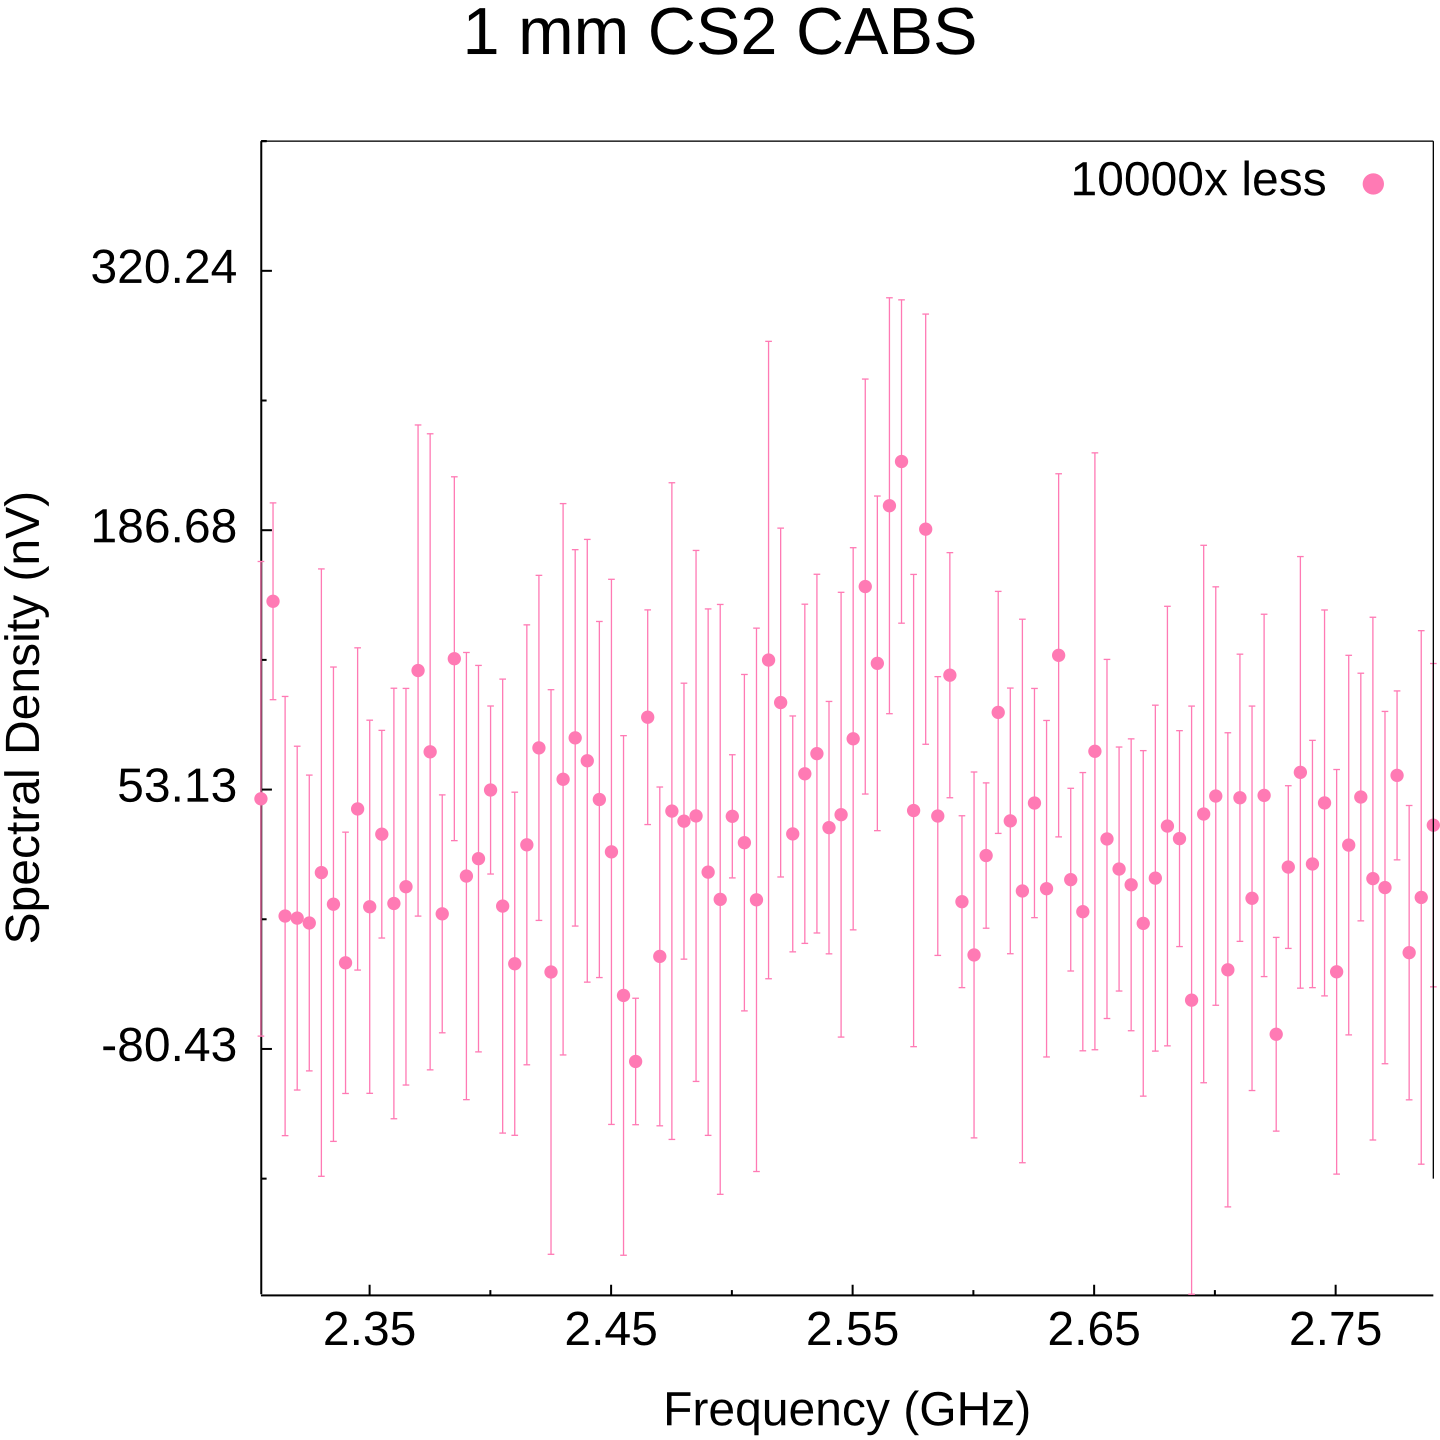 1 mm CS2 CABS
10000x less
320.24
186.68
53.13
-80.43
Spectral Density (nV)
2.35 2.45 2.55 2.65 2.75
Frequency (GHz)